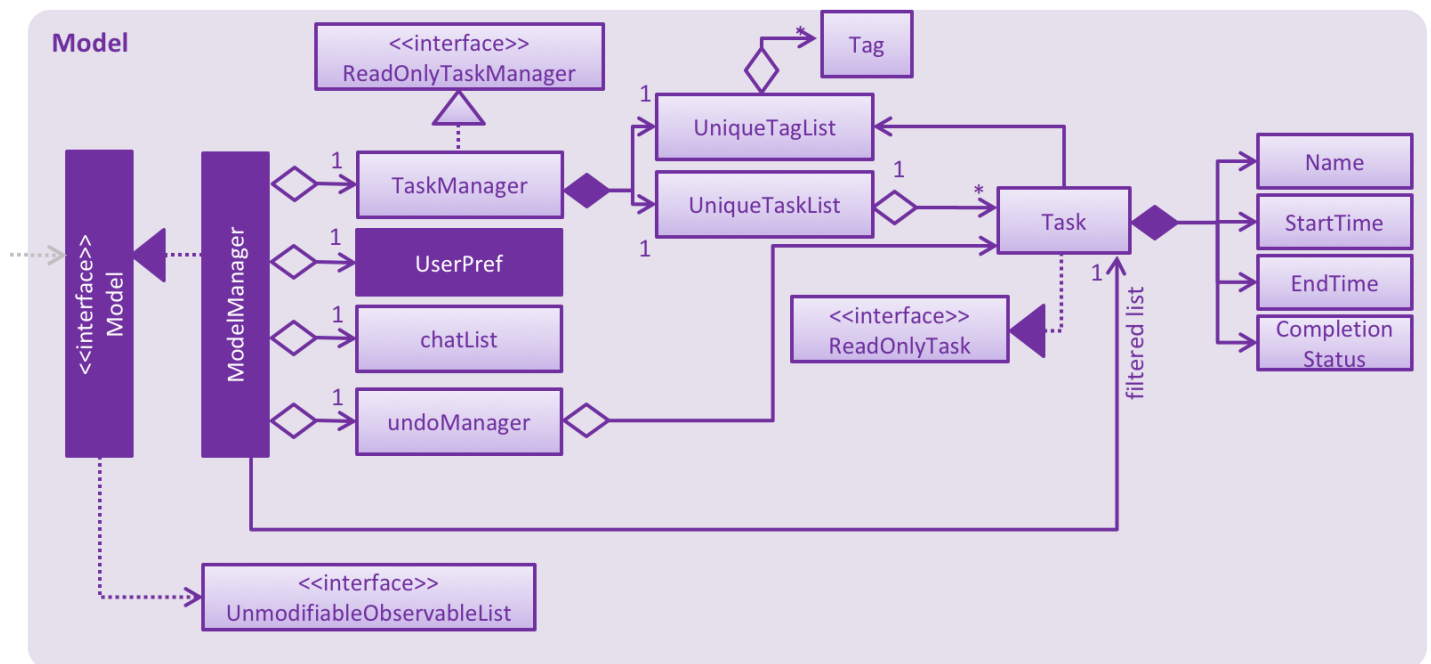 Model
<<interface>>
ReadOnlyTaskManager
*
Tag
1
UniqueTagList
1
TaskManager
1
UniqueTaskList
1
*
Task
Name
StartTime
EndTime
Completion
Status
<<interface>>
Model
ModelManager
1
UserPref
1
chatList
1
undoManager
1
<<interface>>
ReadOnlyTask
1
filtered list
<<interface>>
UnmodifiableObservableList